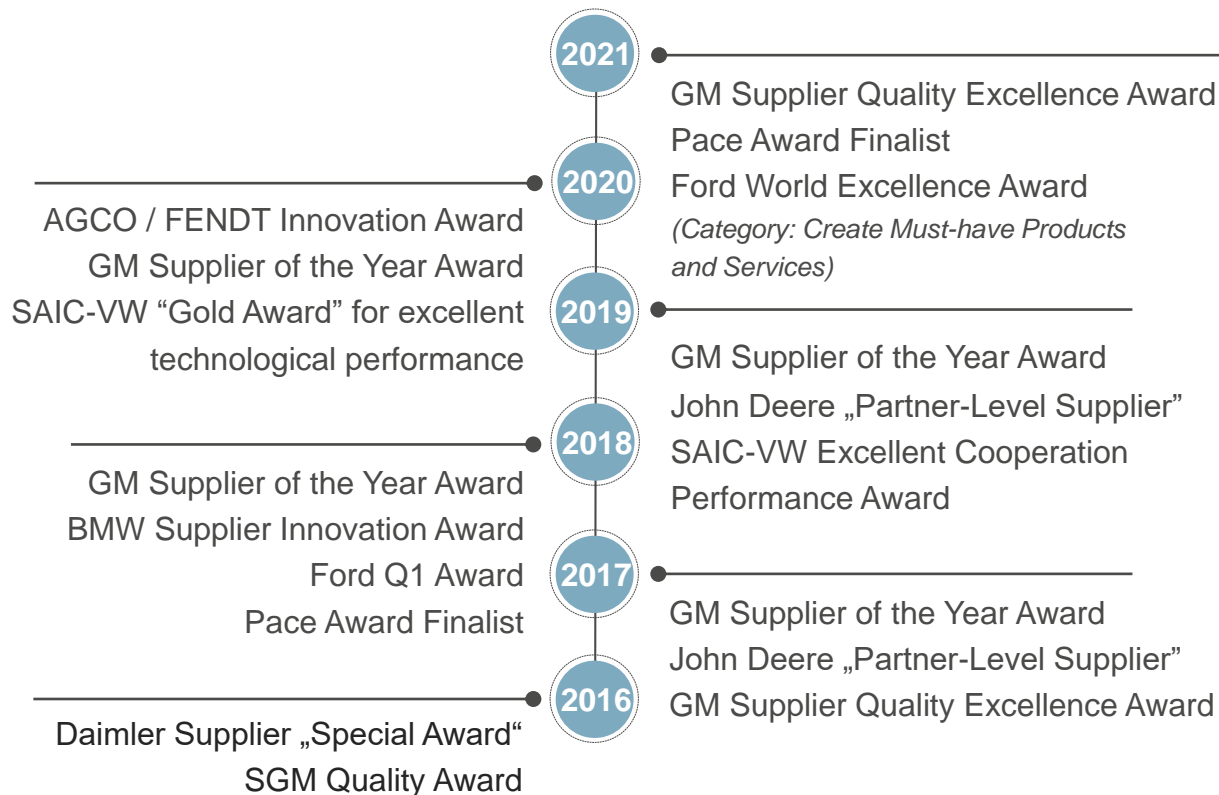 2021
GM Supplier Quality Excellence Award
Pace Award Finalist
Ford World Excellence Award
(Category: Create Must-have Products
and Services)
2020
AGCO / FENDT Innovation Award
GM Supplier of the Year Award
SAIC-VW “Gold Award” for excellent
technological performance
2019
GM Supplier of the Year Award
John Deere „Partner-Level Supplier”
SAIC-VW Excellent Cooperation
Performance Award
2018
GM Supplier of the Year Award
BMW Supplier Innovation Award
Ford Q1 Award
Pace Award Finalist
2017
GM Supplier of the Year Award
John Deere „Partner-Level Supplier”
GM Supplier Quality Excellence Award
2016
Daimler Supplier „Special Award“
SGM Quality Award